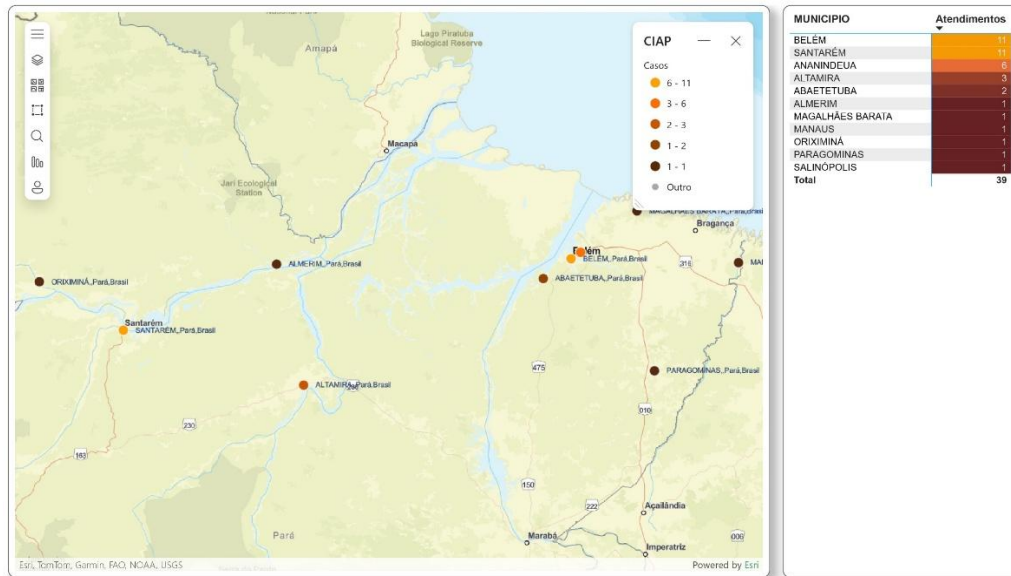 Lago Piratuba
Biological Reserve
Amapá
Macapá
Jari Ecological
Station
CIAP
Casos
6 - 11
3 - 6
2 - 3
1 - 2
1 - 1
Outro
MAGALHÃES BARATA,,Pará,Brasil
Bragança
Belém
BELÉM,,Pará,Brasil
316
ALMERIM,,Pará,Brasil
ABAETETUBA,,Pará,Brasil
ORIXIMINÁ,,Pará,Brasil
Santarém
SANTARÉM,,Pará,Brasil
475
PARAGOMINAS,,Pará,Brasil
ALTAMIRA,,Pará,Brasil
010
230
163
150
222
Açailândia
Marabá
Imperatriz
006
Pará
Esri, TomTom, Garmin, FAO, NOAA, USGS
Powered by Esri
MUNICIPIO Atendimentos
BELÉM 11
SANTARÉM 11
ANANINDEUA 6
ALTAMIRA 3
ABAETETUBA 2
ALMERIM 1
MAGALHÃES BARATA 1
MANAUS 1
ORIXIMINÁ 1
PARAGOMINAS 1
SALINÓPOLIS 1
Total 39